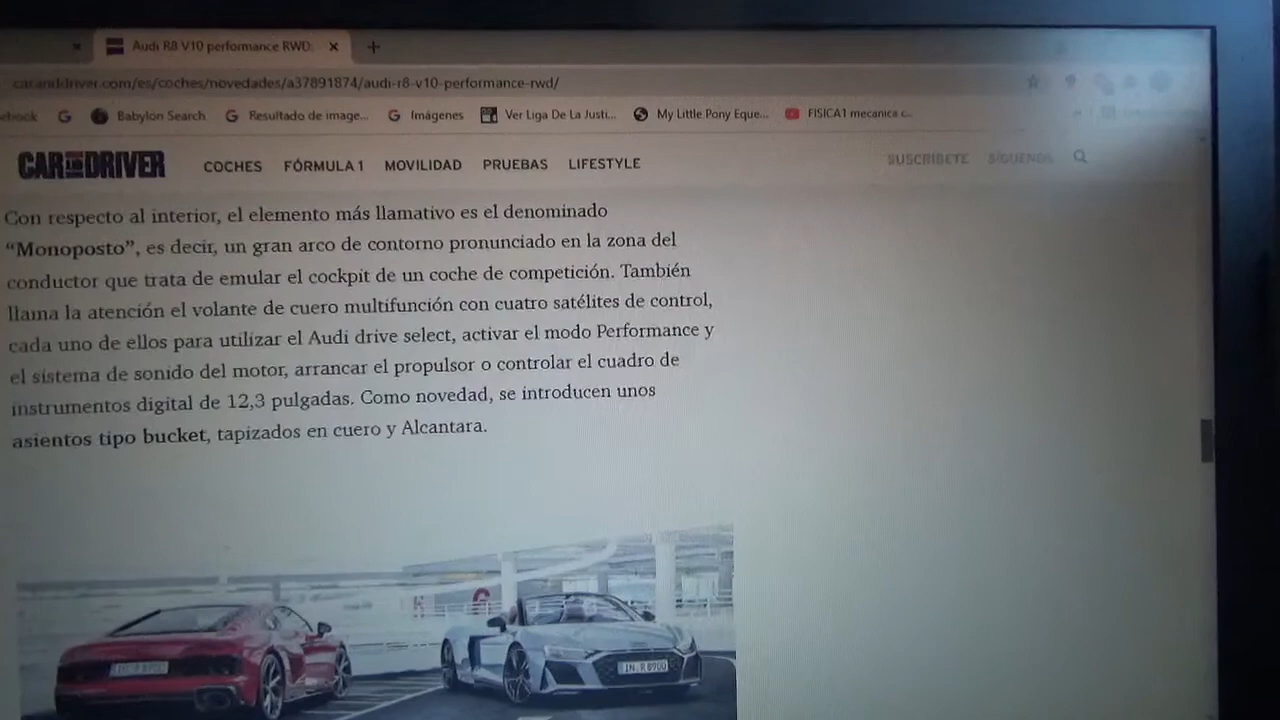 Audi R8 V10 performance RWD:
caranddriver.com/es/coches/novedades/a37891874/audi-r8-v10-performance-rwd/
Babylon Search
Resultado de image...
Imágenes
Ver Liga De La Justi...
My Little Pony Eque...
FISICA1 mecanica c...
CAR AND DRIVER
COCHES
FÓRMULA 1
MOVILIDAD
PRUEBAS
LIFESTYLE
SUSCRÍBETE
SÍGUENOS
Con respecto al interior, el elemento más llamativo es el denominado
“Monoposto”, es decir, un gran arco de contorno pronunciado en la zona del
conductor que trata de emular el cockpit de un coche de competición. También
llama la atención el volante de cuero multifunción con cuatro satélites de control,
cada uno de ellos para utilizar el Audi drive select, activar el modo Performance y
el sistema de sonido del motor, arrancar el propulsor o controlar el cuadro de
instrumentos digital de 12,3 pulgadas. Como novedad, se introducen unos
asientos tipo bucket, tapizados en cuero y Alcantara.
IN·R 8900